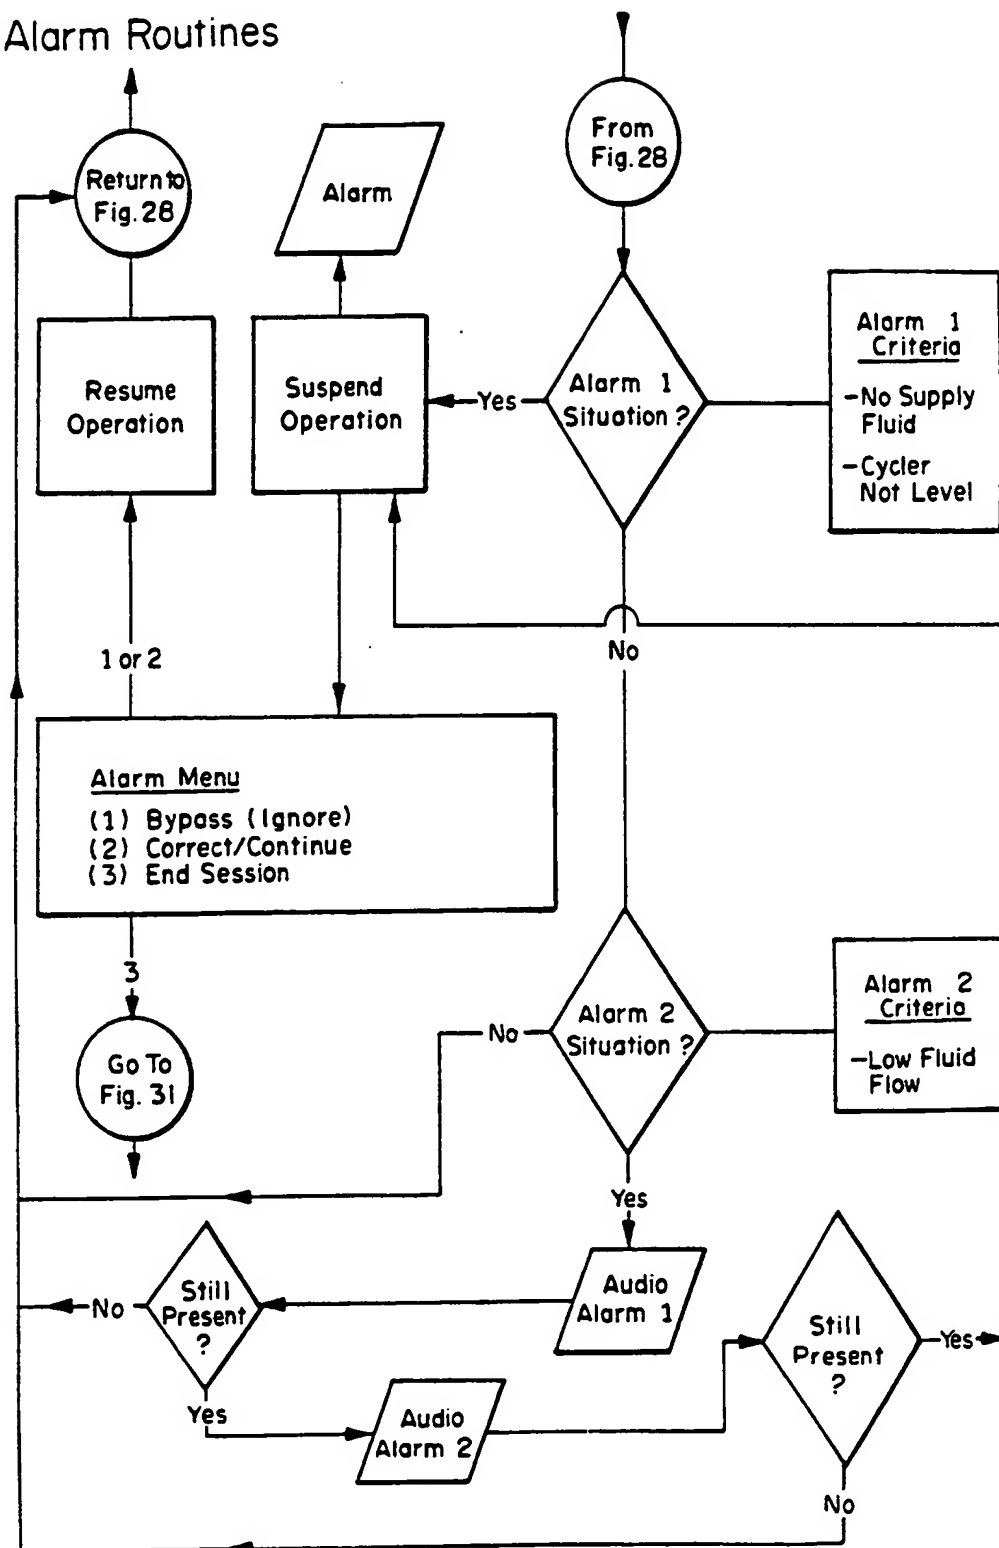 Alarm Routines
From
Fig. 28
Return to
Fig. 28
Alarm
Resume
Operation
Suspend
Operation
Yes
Alarm 1
Situation ?
Alarm 1
Criteria
-No Supply
Fluid
-Cycler
Not Level
1 or 2
No
Alarm Menu
(1) Bypass (Ignore)
(2) Correct/Continue
(3) End Session
3
Go To
Fig. 31
No
Alarm 2
Situation ?
Alarm 2
Criteria
-Low Fluid
Flow
Yes
Audio
Alarm 1
No
Still
Present
?
Still
Present
?
Yes
Yes
Audio
Alarm 2
No